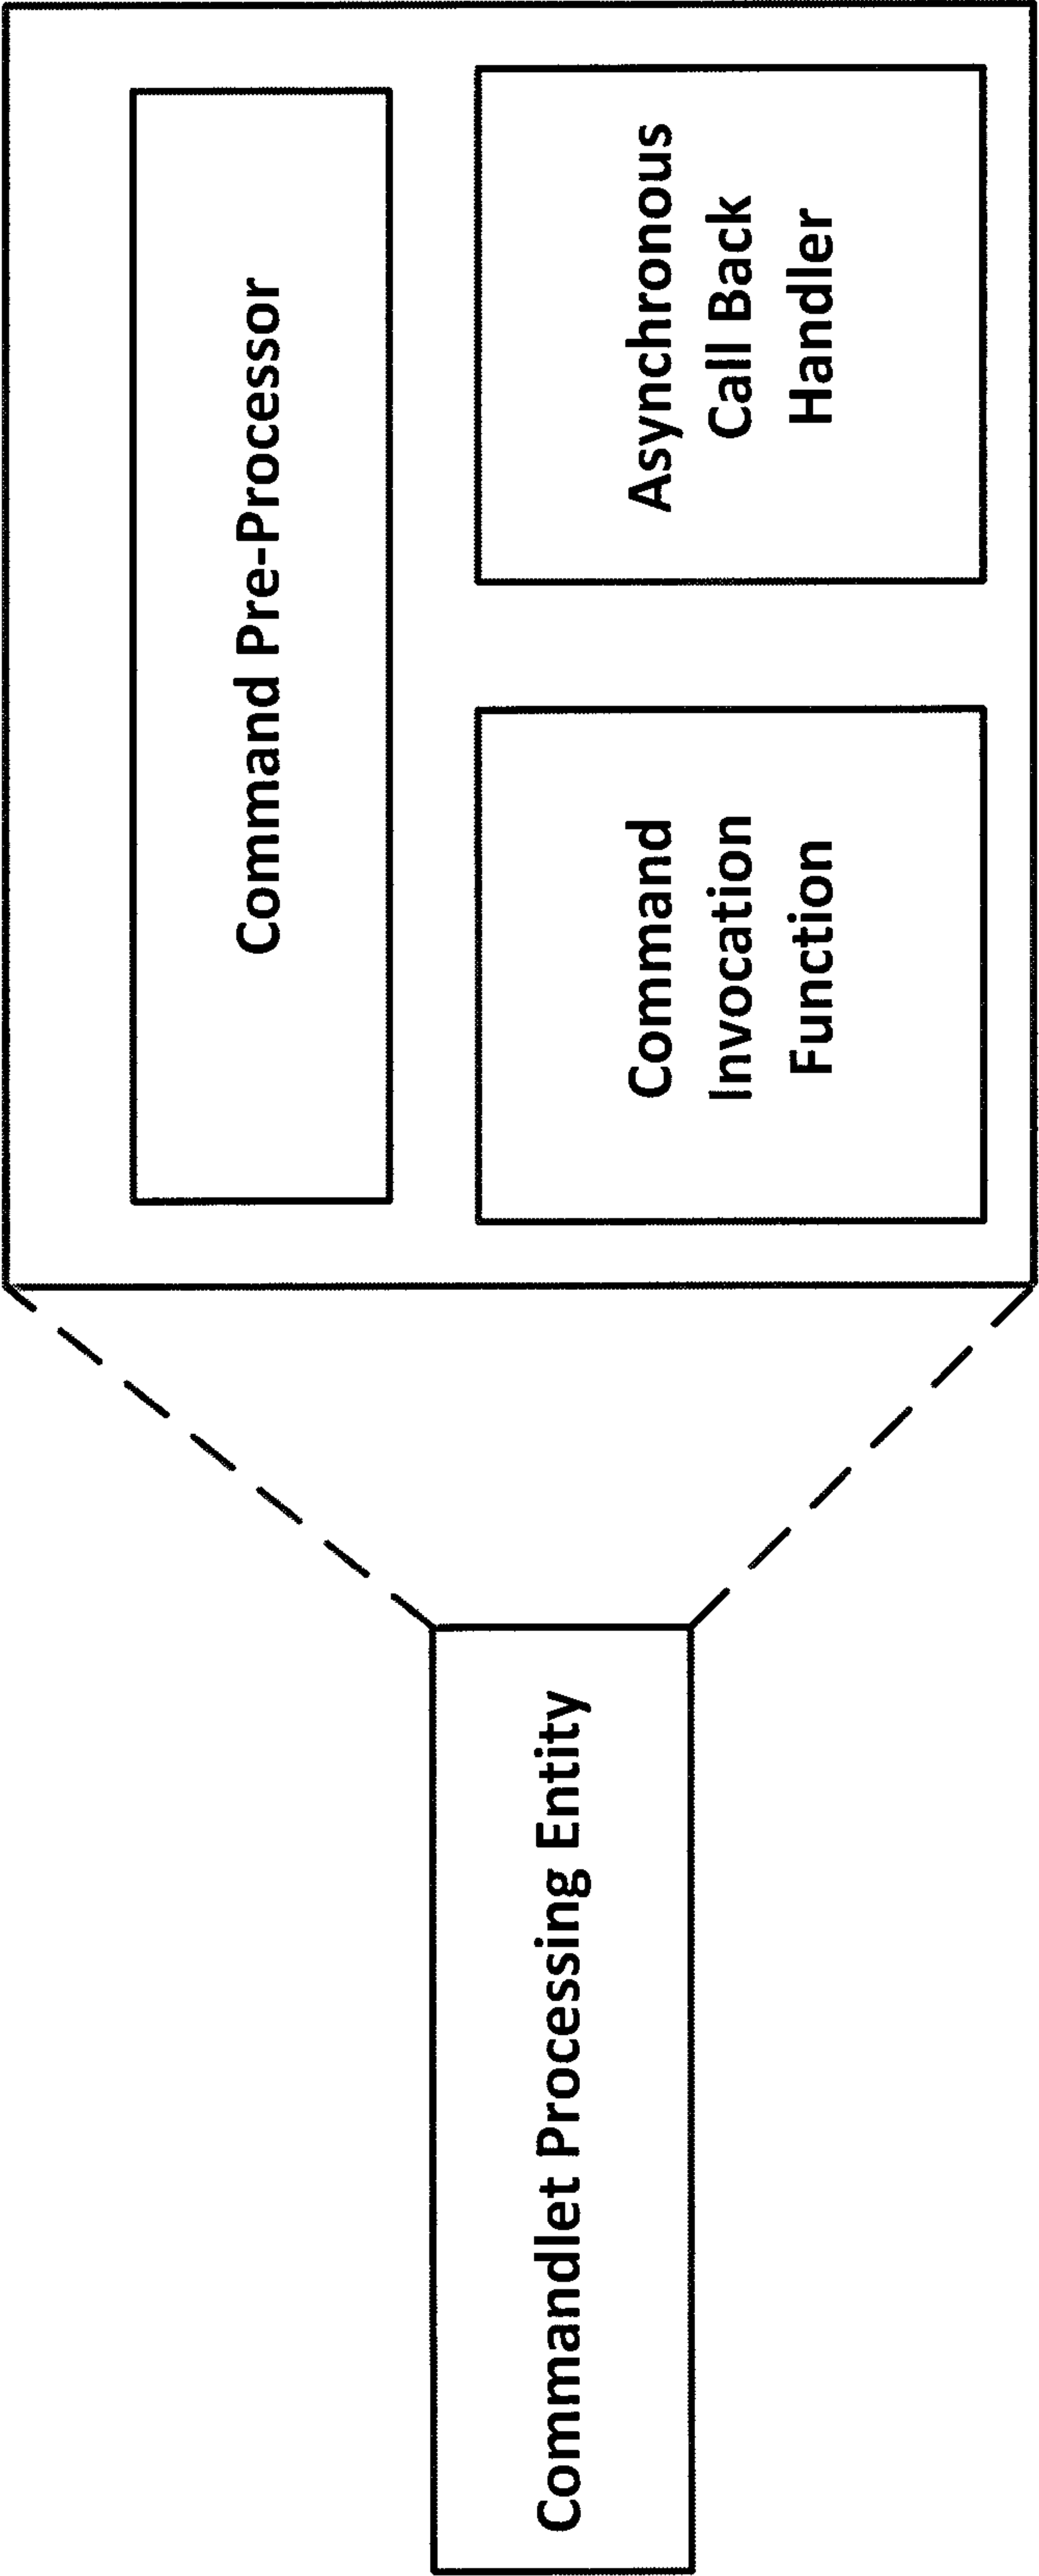 Commandlet Processing Entity
Command Pre-Processor
Command
Invocation
Function
Asynchronous
Call Back
Handler